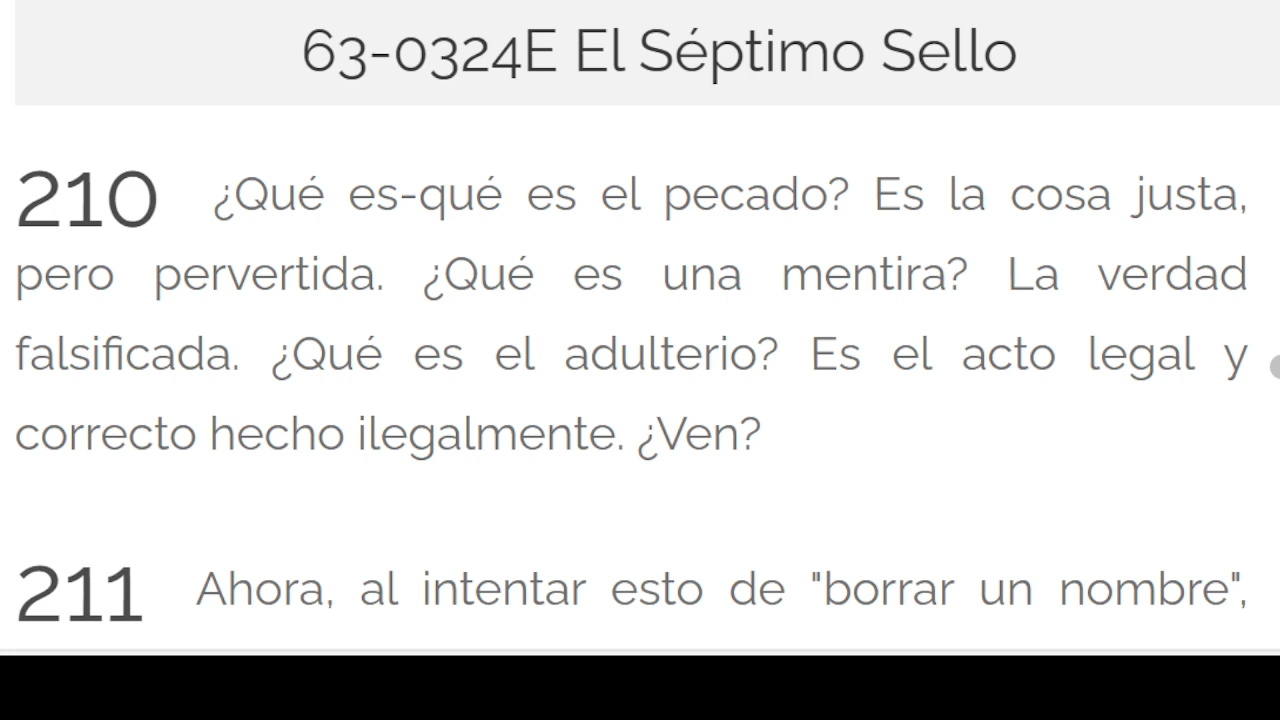 63-0324E El Séptimo Sello
210 ¿Qué es-qué es el pecado? Es la cosa justa,
pero pervertida. ¿Qué es una mentira? La verdad
falsificada. ¿Qué es el adulterio? Es el acto legal y
correcto hecho ilegalmente. ¿Ven?
211 Ahora, al intentar esto de "borrar un nombre",